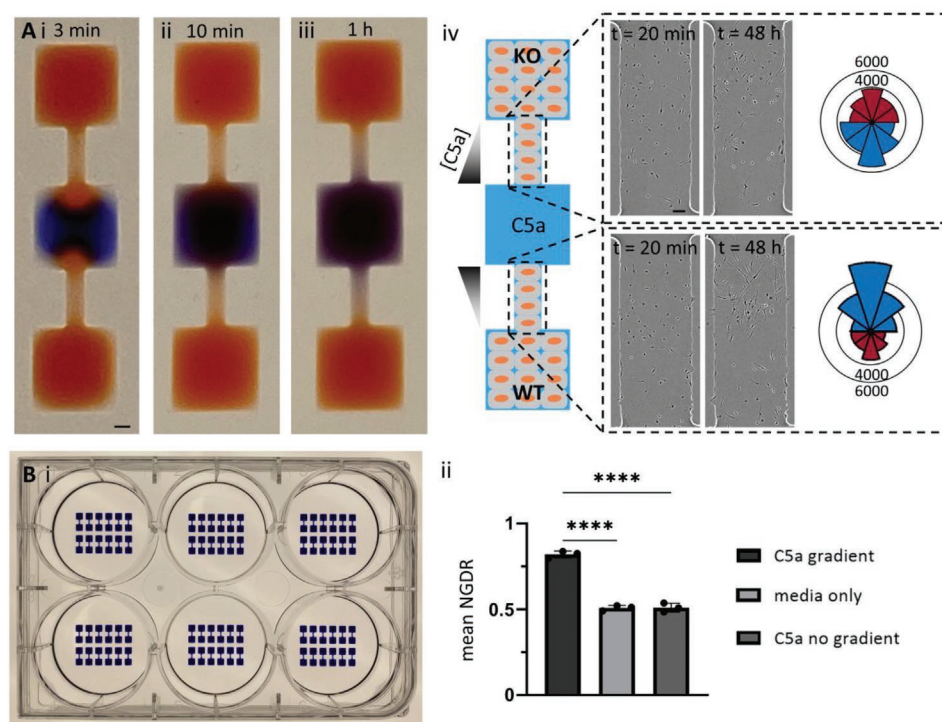 A i 3 min
ii 10 min
iii 1 h
iv
KO
[C5a]
C5a
WT
t = 20 min
t = 48 h
6000
4000
t = 20 min
t = 48 h
4000
6000
B i
ii
****
****
1
0.5
0
mean NGDR
C5a gradient
media only
C5a no gradient